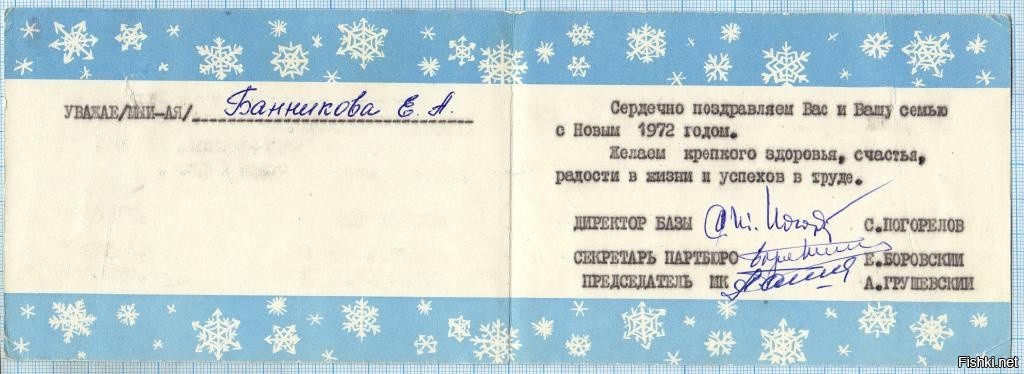 УВАЖАЕ/МЫЙ-АЯ/ Банникова Е. А.
Сердечно поздравляем Вас и Вашу семью
с Новым 1972 годом.
Желаем крепкого здоровья, счастья,
радости в жизни и успехов в труде.
ДИРЕКТОР БАЗЫ С.ПОГОРЕЛОВ
СЕКРЕТАРЬ ПАРТБЮРО Е.БОРОВСКИЙ
ПРЕДСЕДАТЕЛЬ МК А.ГРУШЕВСКИЙ
Fishki.net